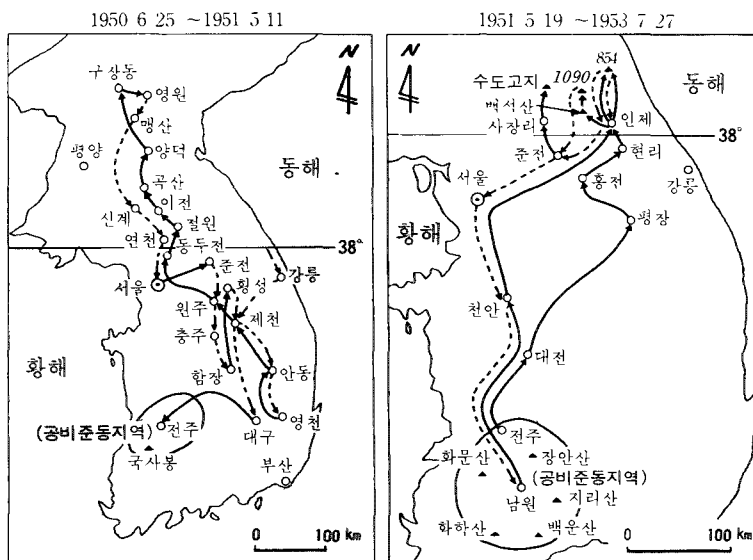 1950 6 25 ~1951 5 11
N
구상동
영원
맹산
평양
양덕
동해
곡산
이전
신계
절원
연천
38°
동두전
준전
서울
횡성
강릉
원주
제천
충주
황해
함장
안동
영천
(공비준동지역)
전주
대구
국사봉
부산
0 100 km
1951 5 19 ~1953 7 27
N
854
1090
수도고지
동해
백석산
사장리
인제
38°
준전
현리
서울
홍전
강릉
평장
황해
천안
대전
전주
화문산
장안산
(공비준동지역)
남원
지리산
화학산
백운산
0 100 km